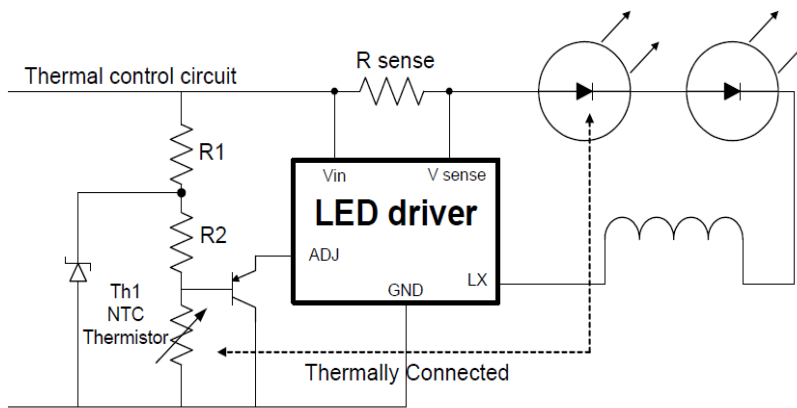 Thermal control circuit
R sense
R1
Vin
V sense
LED driver
R2
ADJ
LX
GND
Th1
NTC
Thermistor
Thermally Connected